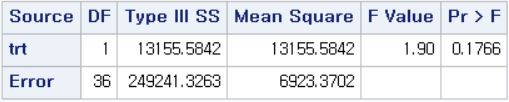 Source DF Type III SS Mean Square F Value Pr > F
trt 1 13155.5842 13155.5842 1.90 0.1766
Error 36 249241.3263 6923.3702